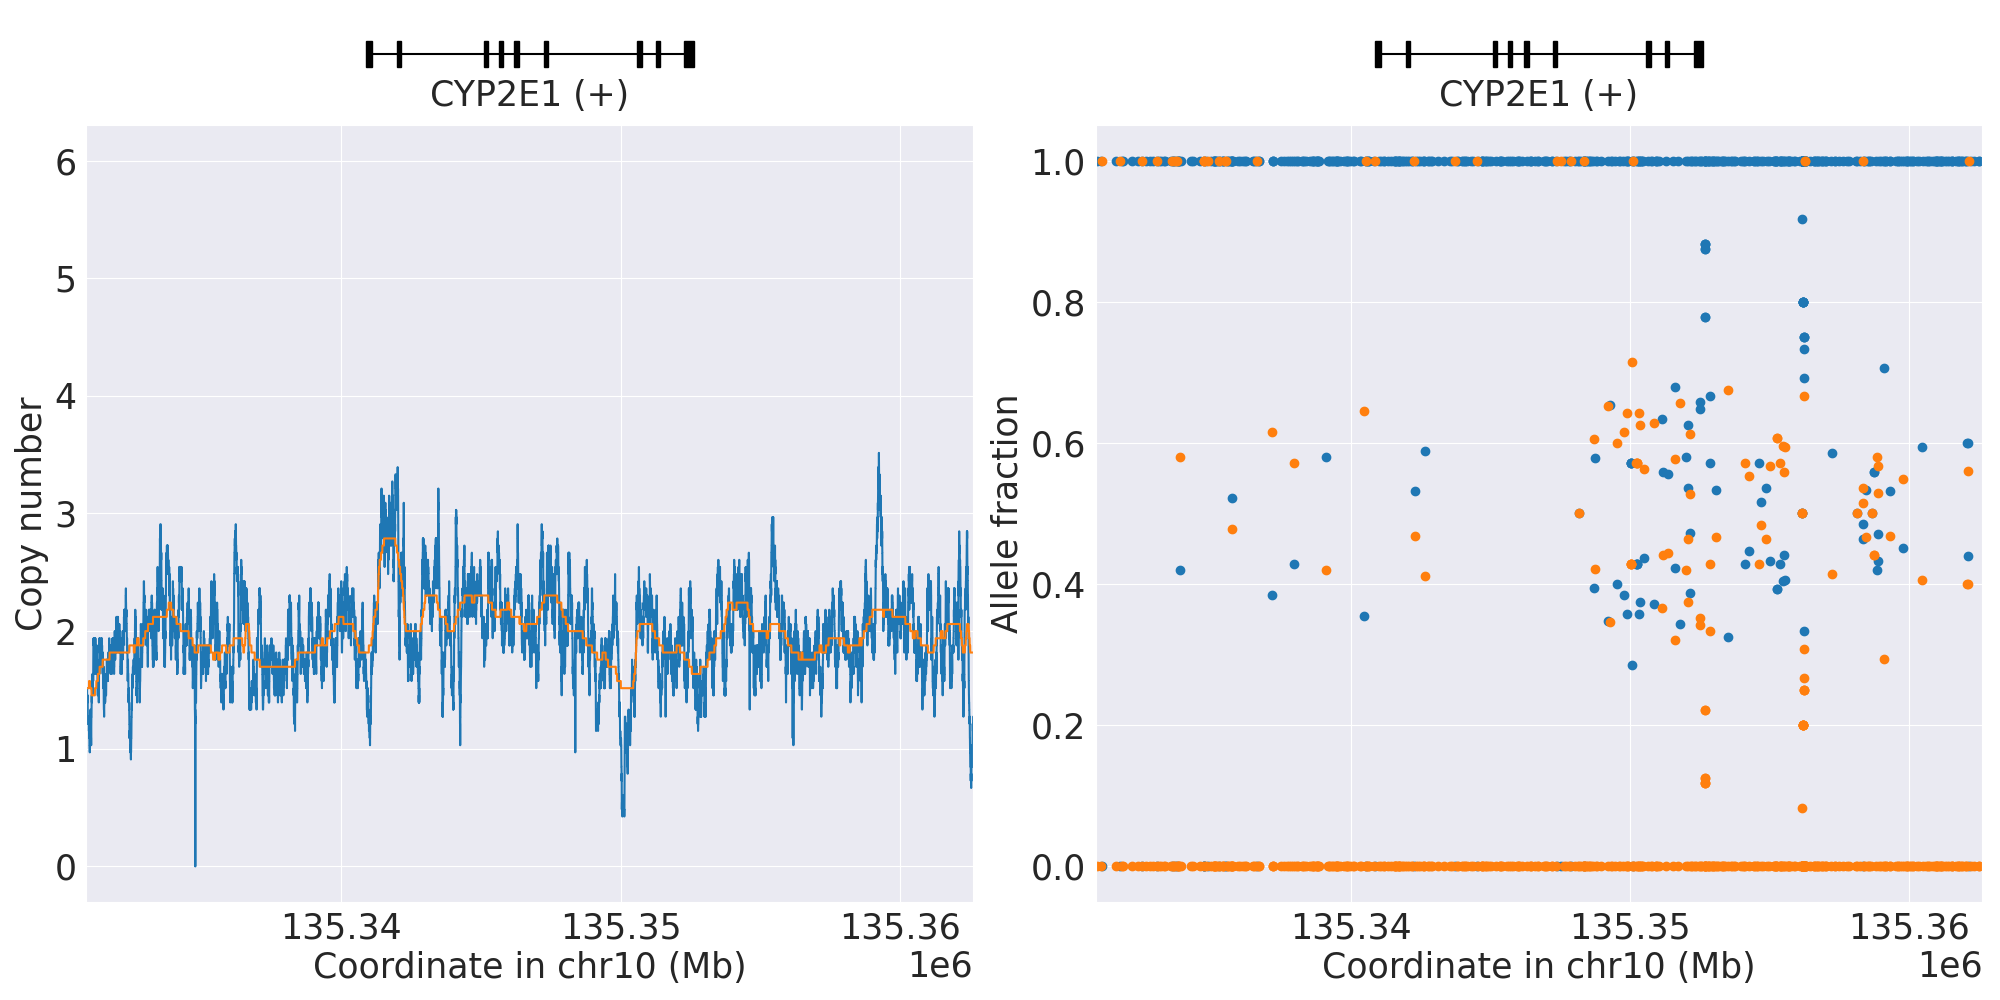 CYP2E1 (+)
CYP2E1 (+)
Copy number
6
5
4
3
2
1
0
135.34
135.35
135.36
Coordinate in chr10 (Mb)
1e6
Allele fraction
1.0
0.8
0.6
0.4
0.2
0.0
135.34
135.35
135.36
Coordinate in chr10 (Mb)
1e6